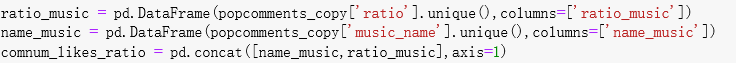 ratio_music = pd.DataFrame(popcomments_copy['ratio'].unique(),columns=['ratio_music'])
name_music = pd.DataFrame(popcomments_copy['music_name'].unique(),columns=['name_music'])
comnum_likes_ratio = pd.concat([name_music,ratio_music],axis=1)